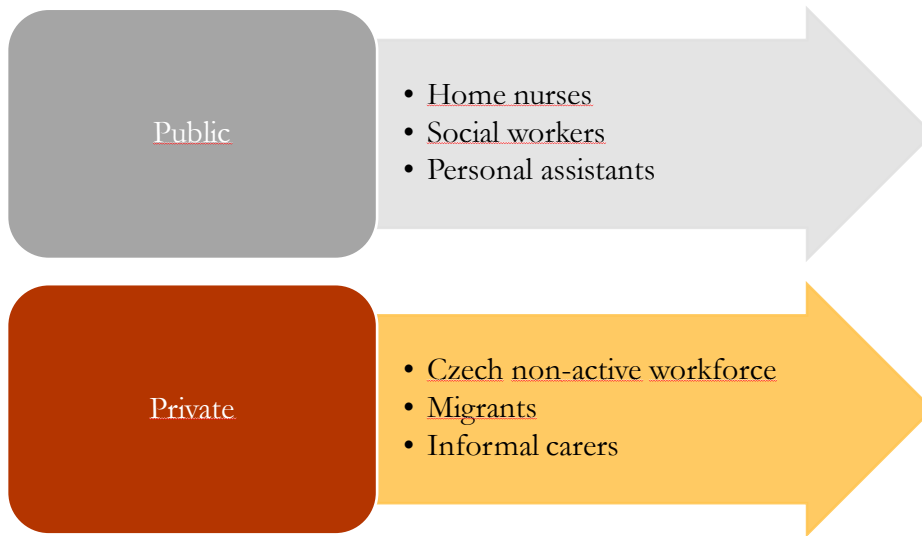 Public
• Home nurses
• Social workers
• Personal assistants
Private
• Czech non-active workforce
• Migrants
• Informal carers